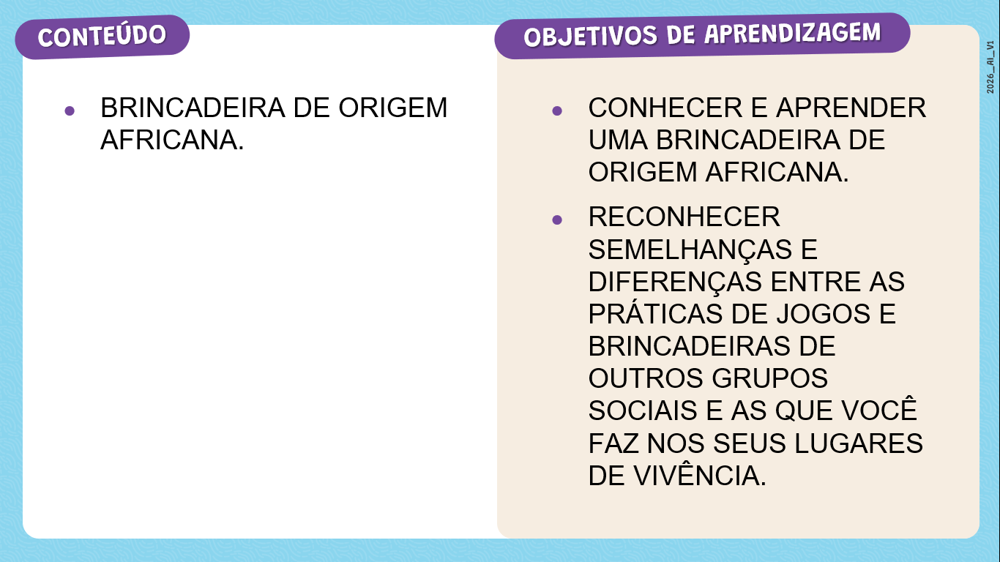 CONTEÚDO
• BRINCADEIRA DE ORIGEM
AFRICANA.
OBJETIVOS DE APRENDIZAGEM
• CONHECER E APRENDER
UMA BRINCADEIRA DE
ORIGEM AFRICANA.
• RECONHECER
SEMELHANÇAS E
DIFERENÇAS ENTRE AS
PRÁTICAS DE JOGOS E
BRINCADEIRAS DE
OUTROS GRUPOS
SOCIAIS E AS QUE VOCÊ
FAZ NOS SEUS LUGARES
DE VIVÊNCIA.
2026_AI_V1